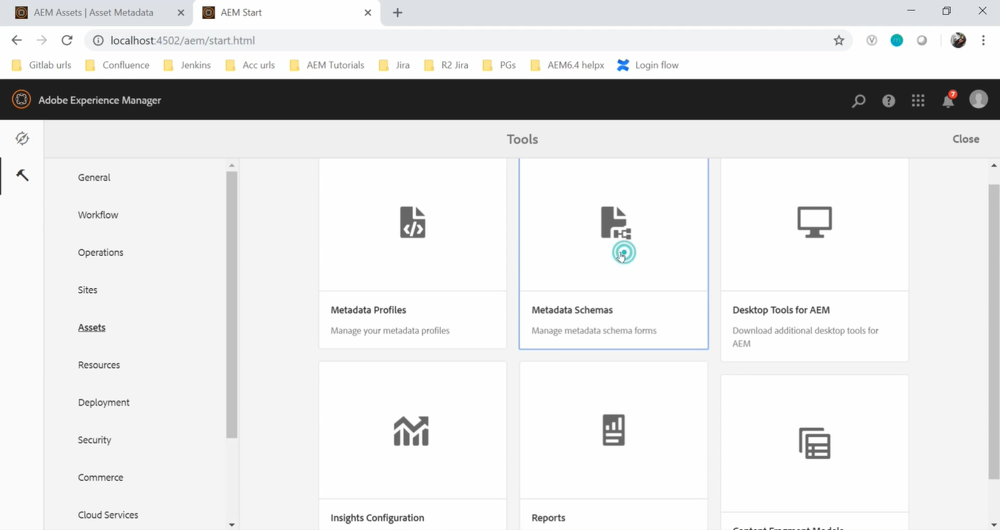 AEM Assets | Asset Metadata
AEM Start
localhost:4502/aem/start.html
Gitlab urls
Confluence
Jenkins
Acc urls
AEM Tutorials
Jira
R2 Jira
PGs
AEM6.4 helpx
Login flow
Adobe Experience Manager
7
Tools
Close
General
Workflow
Operations
Sites
Assets
Resources
Deployment
Security
Commerce
Cloud Services
Metadata Profiles
Manage your metadata profiles
Metadata Schemas
Manage metadata schema forms
Desktop Tools for AEM
Download additional desktop tools for
AEM
Insights Configuration
Reports
Content Fragment Models